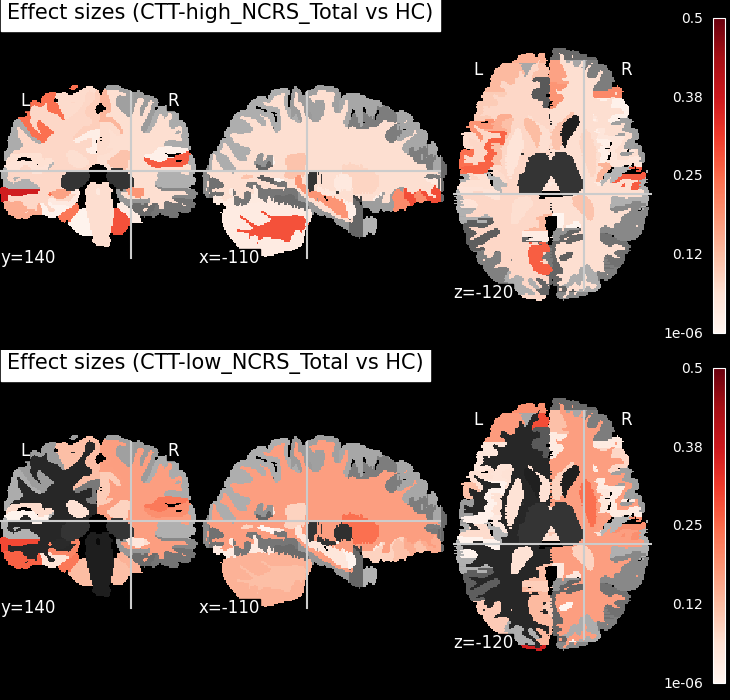 Effect sizes (CTT-high_NCRS_Total vs HC)
0.5
L R
L R
0.38
0.25
0.12
y=140
x=-110
z=-120
1e-06
Effect sizes (CTT-low_NCRS_Total vs HC)
0.5
L R
L R
0.38
0.25
0.12
y=140
x=-110
z=-120
1e-06